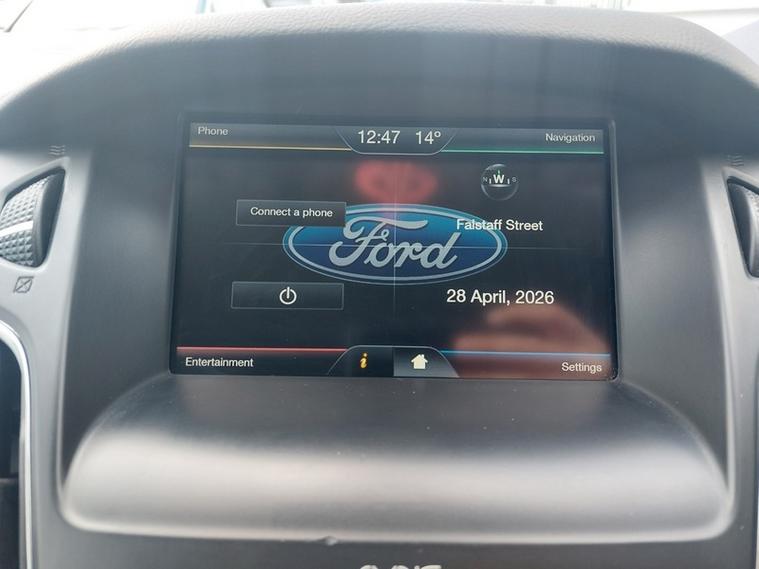 Phone
12:47 14°
Navigation
N W S
Connect a phone
Falstaff Street
Ford
28 April, 2026
Entertainment
i
Settings